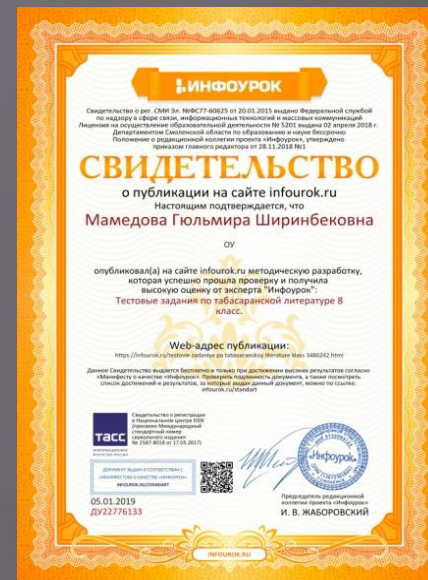 ИНФОУРОК
Свидетельство о рег. СМИ Эл. №ФС77-60625 от 20.01.2015 выдано Федеральной службой
по надзору в сфере связи, информационных технологий и массовых коммуникаций
Лицензия на осуществление образовательной деятельности № 5201 выдана 02 апреля 2018 г.
Департаментом Смоленской области по образованию и науке бессрочно
Положение о редакционной коллегии проекта «Инфоурок», утверждено
приказом главного редактора от 28.11.2018 №1
СВИДЕТЕЛЬСТВО
о публикации на сайте infourok.ru
Настоящим подтверждается, что
Мамедова Гюльмира Ширинбековна
ОУ
опубликовал(а) на сайте infourok.ru методическую разработку,
которая успешно прошла проверку и получила
высокую оценку от эксперта "Инфоурок":
Тестовые задания по табасаранской литературе 8
класс.
Web-адрес публикации:
https://infourok.ru/testovie-zadaniya-po-tabasaranskoy-literature-klass-3486242.html
Данное Свидетельство выдается бесплатно и только при достижении высоких результатов согласно
«Манифесту о качестве «Инфоурок». Проверить подлинность документа, а также посмотреть
список достижений и результатов, за которые выдан данный документ, можно по ссылке:
infourok.ru/standart
Свидетельство о регистрации
в Национальном центре ISSN
(присвоен Международный
стандартный номер
сериального издания:
№ 2587-8018 от 17.05.2017)
ТАСС
ИНФОРМАЦИОННОЕ
АГЕНТСТВО РОССИИ
ДОКУМЕНТ ВЫДАН В СООТВЕТСТВИИ С
«МАНИФЕСТОМ О КАЧЕСТВЕ «ИНФОУРОК»
INFOUROK.RU/STANDART
«Инфоурок»
05.01.2019
ДУ22776133
Председатель редакционной
коллегии проекта «Инфоурок»
И. В. ЖАБОРОВСКИЙ
INFOUROK.RU